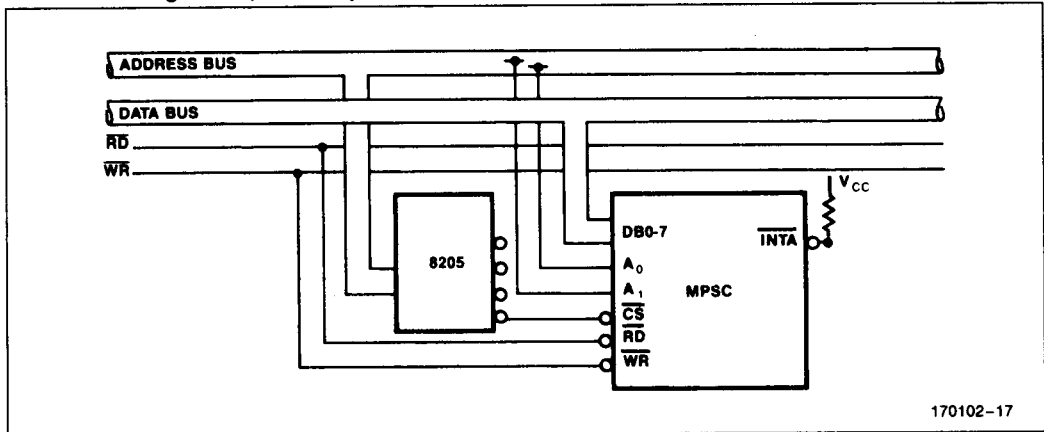 ADDRESS BUS
DATA BUS
RD
WR
VCC
8205
DB0-7
INTA
A0
A1
MPSC
CS
RD
WR
170102-17